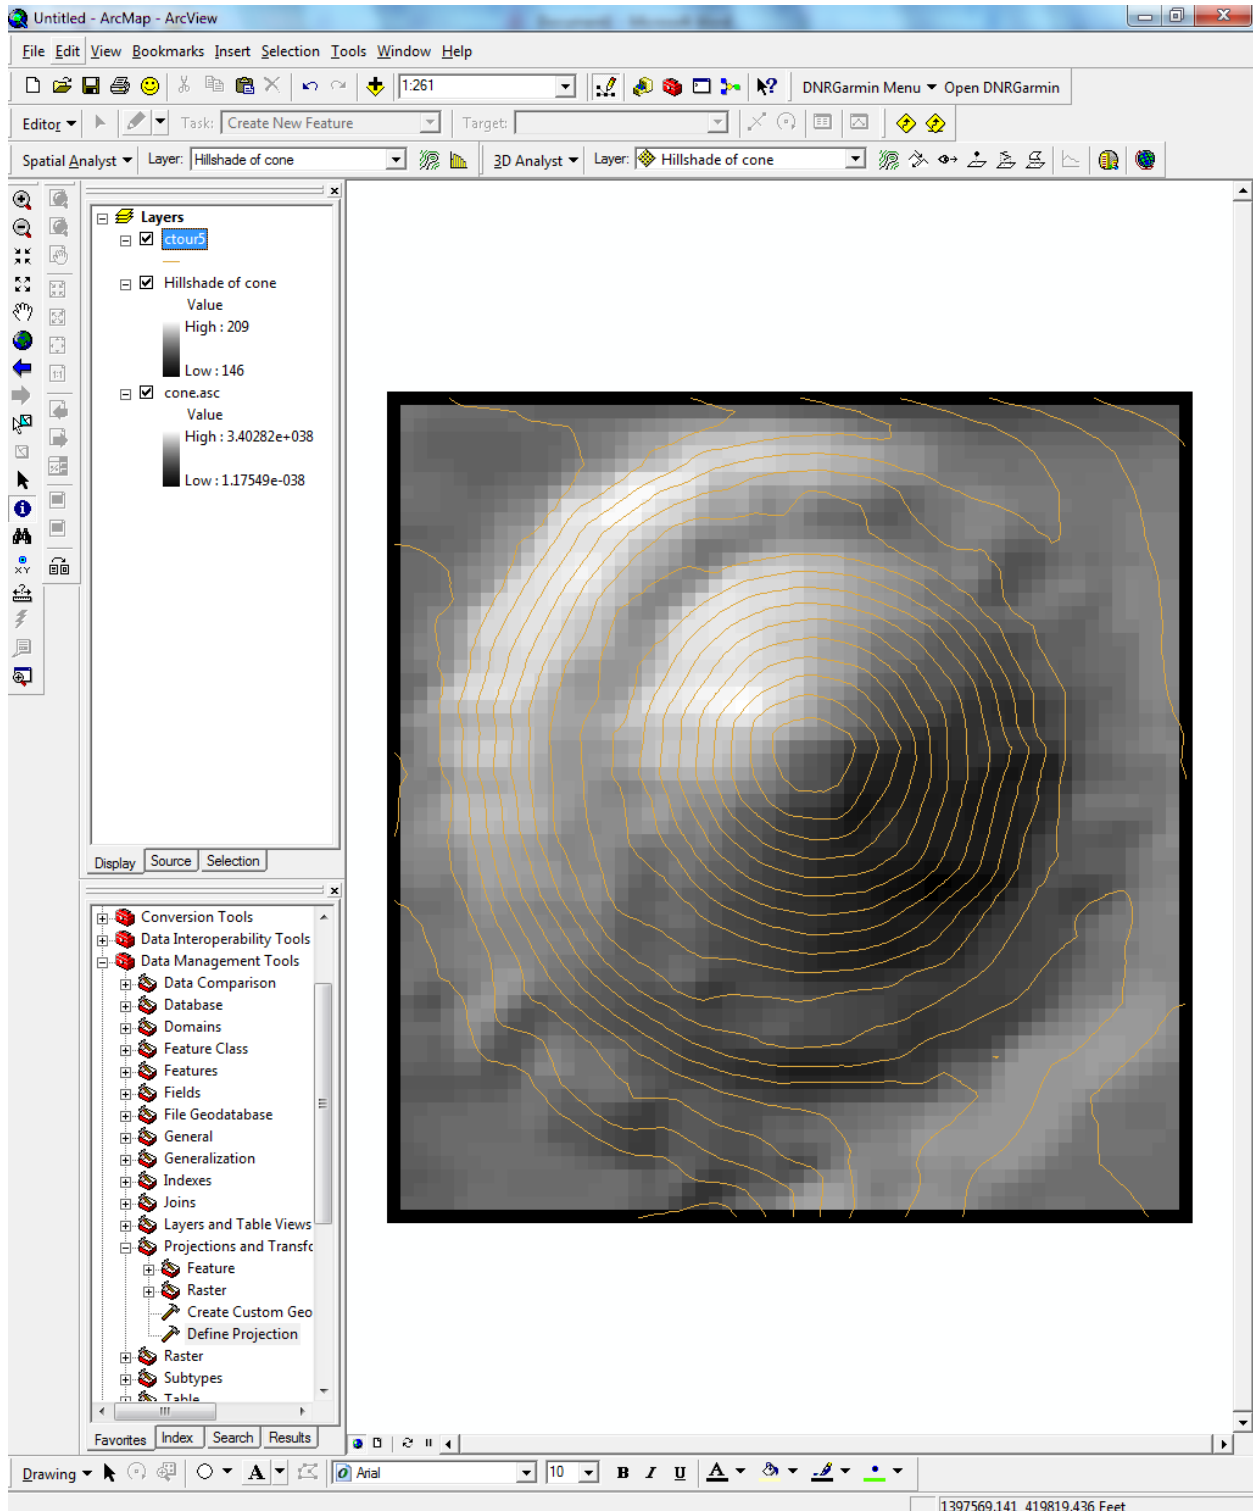 Untitled - ArcMap - ArcView
File Edit View Bookmarks Insert Selection Tools Window Help
1:261
DNRGarmin Menu Open DNRGarmin
Editor Task: Create New Feature Target:
Spatial Analyst Layer: Hillshade of cone 3D Analyst Layer: Hillshade of cone
Layers
ctour5
Hillshade of cone
Value
High : 209
Low : 146
cone.asc
Value
High : 3.40282e+038
Low : 1.17549e-038
Display Source Selection
Conversion Tools
Data Interoperability Tools
Data Management Tools
Data Comparison
Database
Domains
Feature Class
Features
Fields
File Geodatabase
General
Generalization
Indexes
Joins
Layers and Table Views
Projections and Transfc
Feature
Raster
Create Custom Geo
Define Projection
Raster
Subtypes
Table
Favorites Index Search Results
Drawing A Arial 10 B I U A
1397569.141 419819.436 Feet